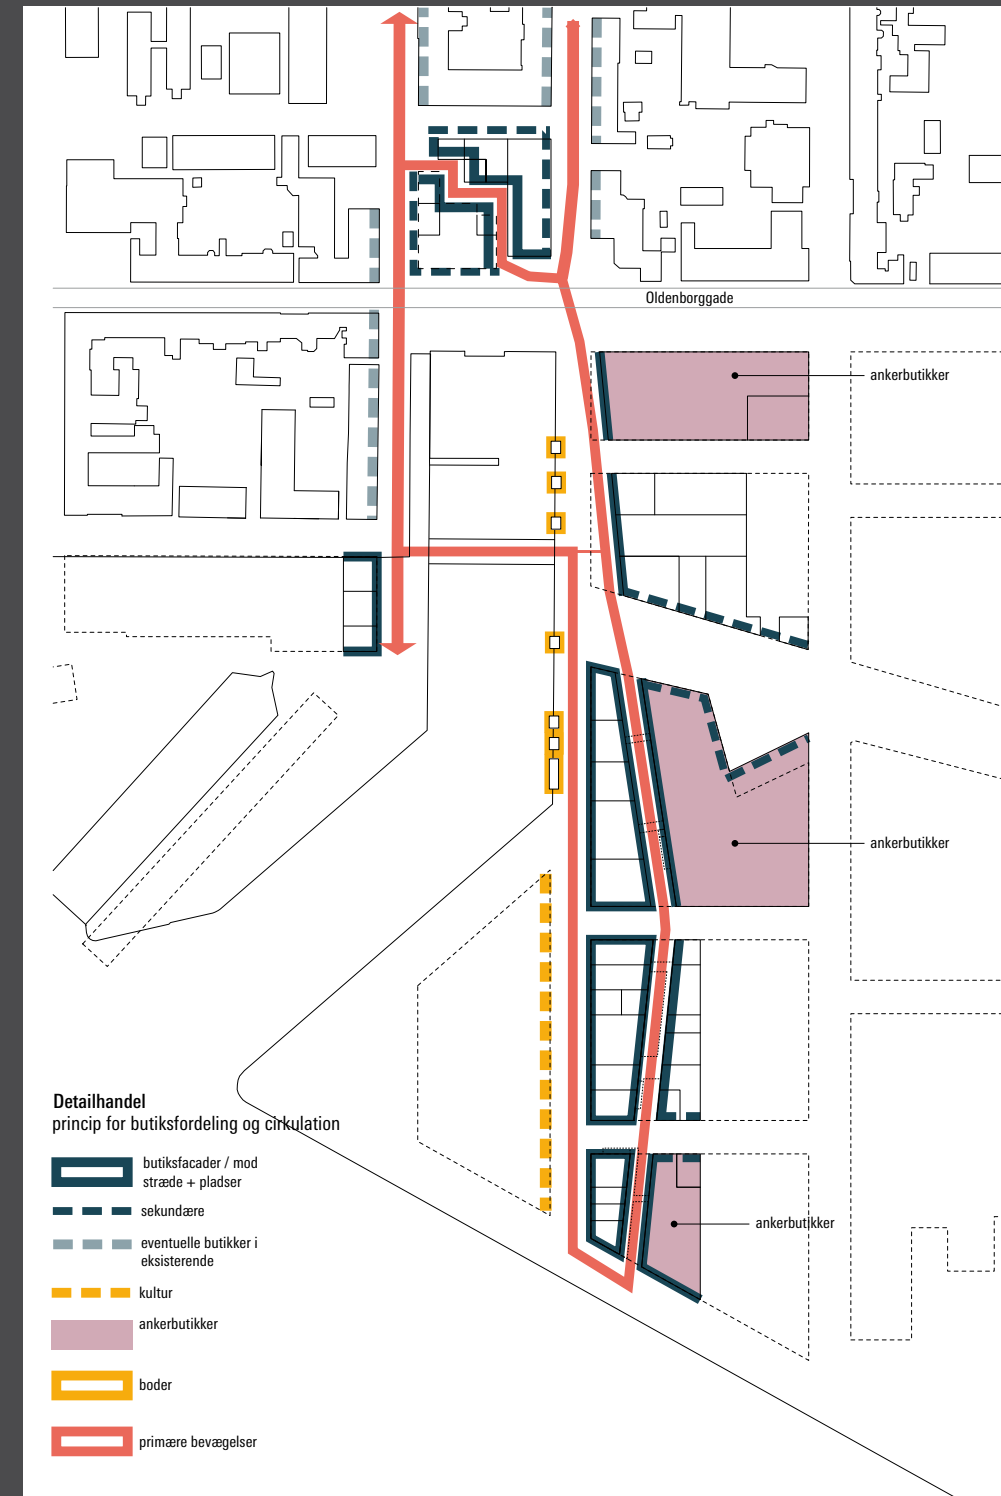 Oldenborggade
ankerbutikker
ankerbutikker
ankerbutikker
Detailhandel
princip for butiksfordeling og cirkulation
butiksfacader / mod
stræde + pladser
sekundære
eventuelle butikker i
eksisterende
kultur
ankerbutikker
boder
primære bevægelser